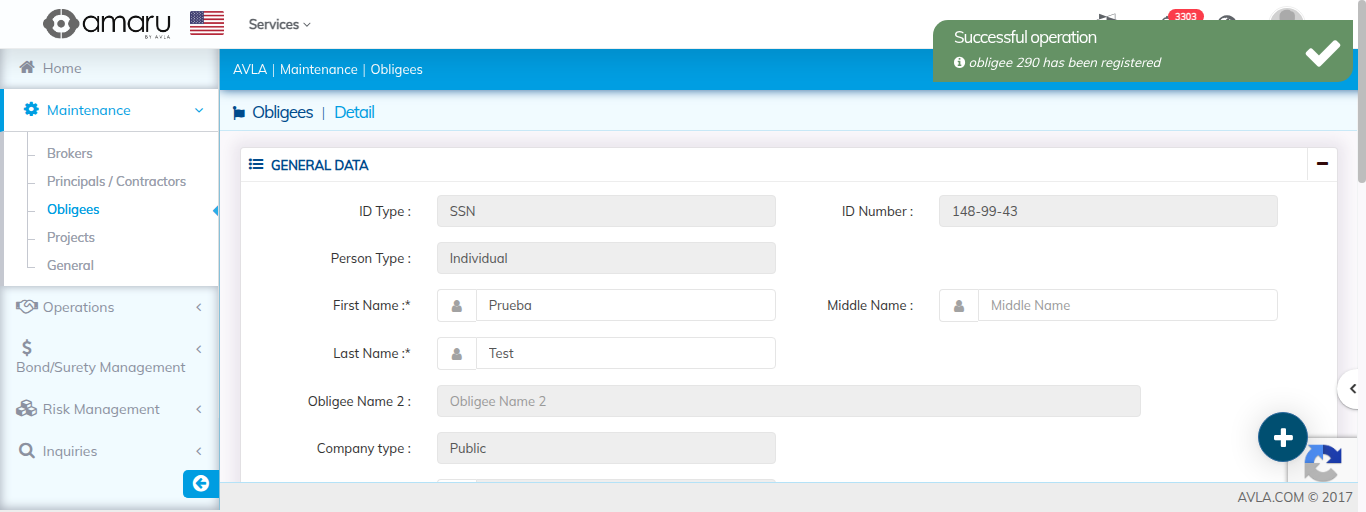 amaru
BY AVLA
Services
3303
Successful operation
obligee 290 has been registered
Home
Maintenance
Brokers
Principals / Contractors
Obligees
Projects
General
Operations
Bond/Surety Management
Risk Management
Inquiries
AVLA | Maintenance | Obligees
Obligees | Detail
GENERAL DATA
ID Type : SSN
ID Number : 148-99-43
Person Type : Individual
First Name :* Prueba
Middle Name : Middle Name
Last Name :* Test
Obligee Name 2 : Obligee Name 2
Company type : Public
AVLA.COM © 2017